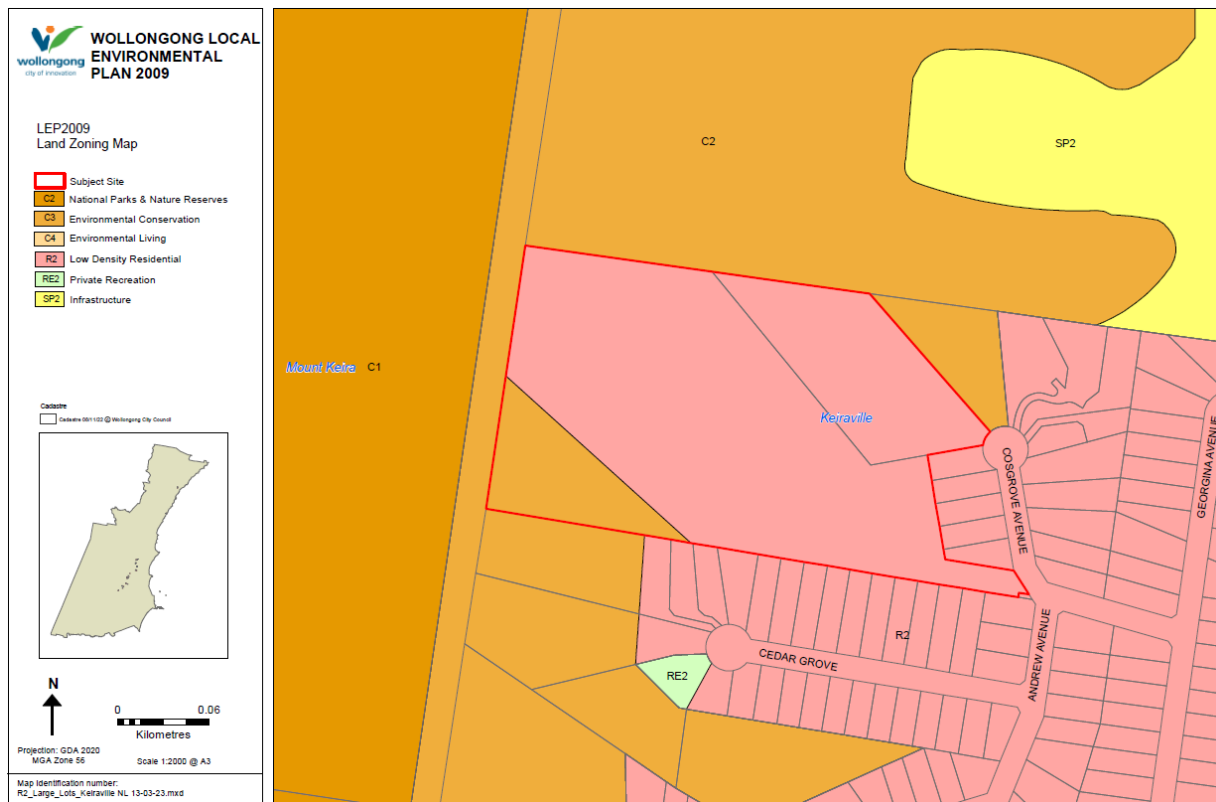 wollongong
city of innovation
WOLLONGONG LOCAL
ENVIRONMENTAL
PLAN 2009
LEP2009
Land Zoning Map
Subject Site
C2 National Parks & Nature Reserves
C3 Environmental Conservation
C4 Environmental Living
R2 Low Density Residential
RE2 Private Recreation
SP2 Infrastructure
Cadastre
Cadastre 08/11/22 @ Wollongong City Council
N
0 0.06
Kilometres
Projection: GDA 2020
MGA Zone 56
Scale 1:2000 @ A3
Map Identification number:
R2_Large_Lots_Keiraville NL 13-03-23.mxd
C2
SP2
Mount Keira C1
Keiraville
COSGROVE AVENUE
GEORGINA AVENUE
R2
CEDAR GROVE
ANDREW AVENUE
RE2